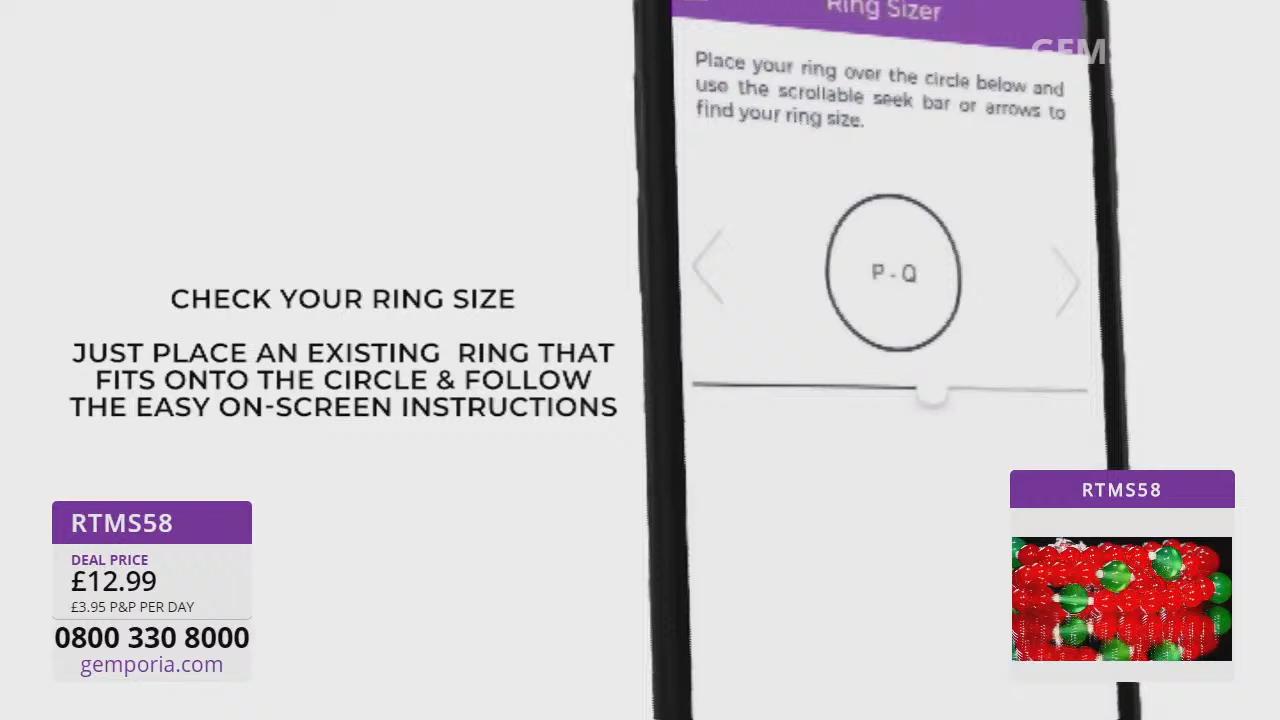 Ring Sizer
GEM
Place your ring over the circle below and
use the scrollable seek bar or arrows to
find your ring size.
P - Q
CHECK YOUR RING SIZE
JUST PLACE AN EXISTING RING THAT
FITS ONTO THE CIRCLE & FOLLOW
THE EASY ON-SCREEN INSTRUCTIONS
RTMS58
DEAL PRICE
£12.99
£3.95 P&P PER DAY
0800 330 8000
gemporia.com
RTMS58